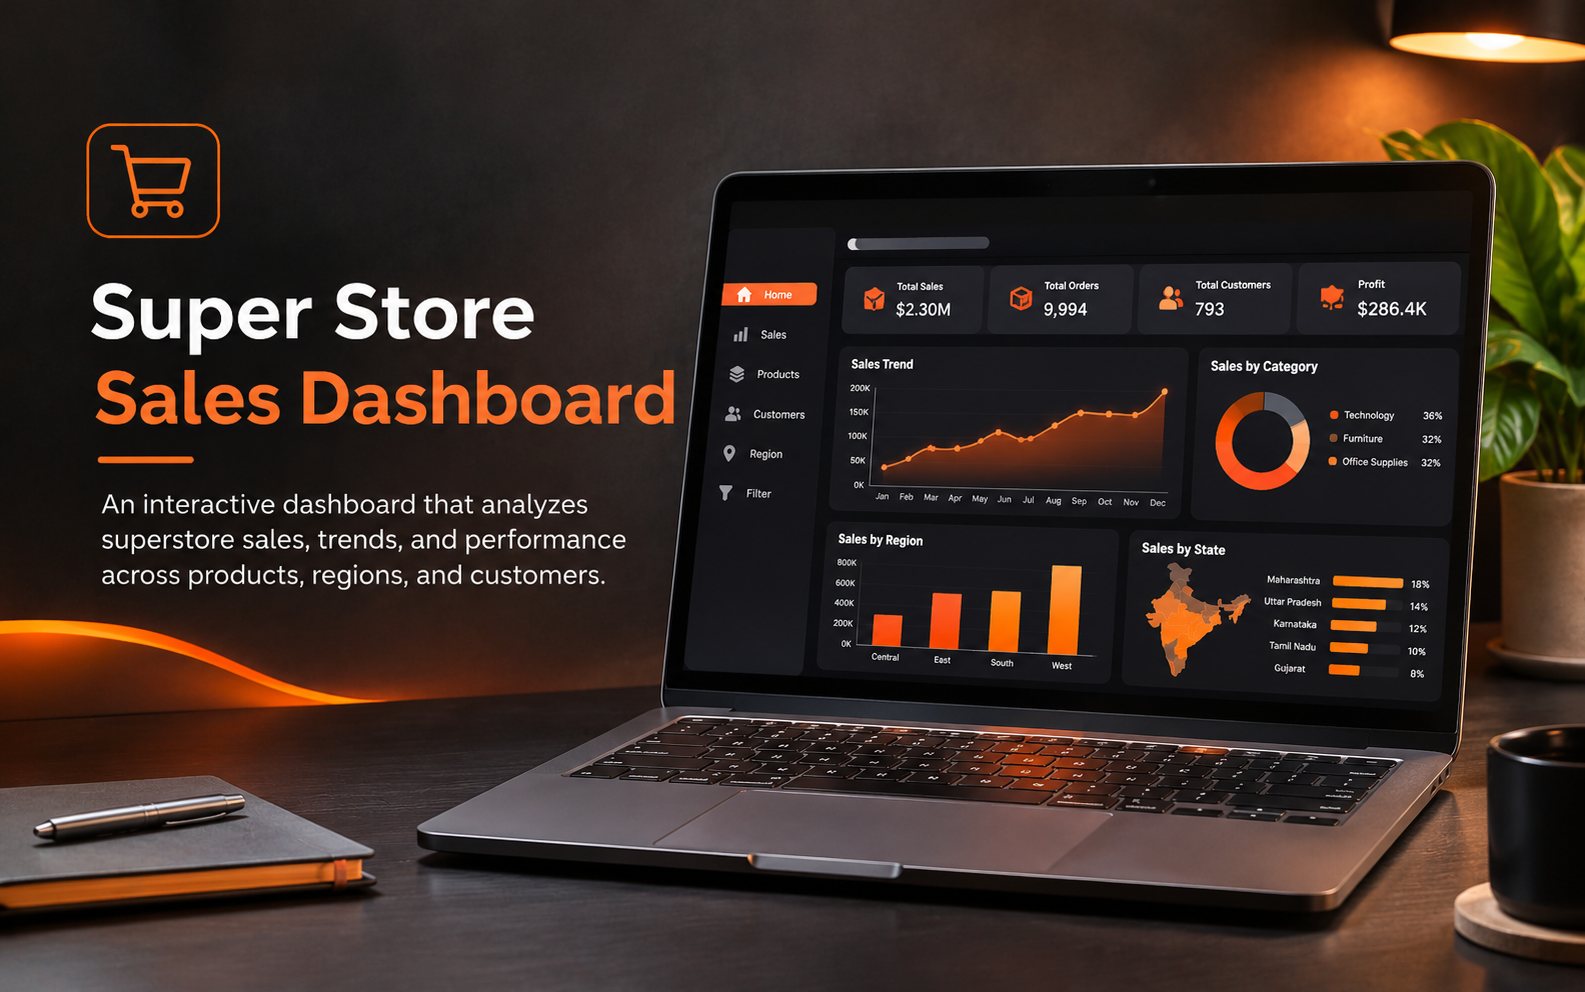 Super Store
Sales Dashboard
An interactive dashboard that analyzes
superstore sales, trends, and performance
across products, regions, and customers.
Home
Sales
Products
Customers
Region
Filter
Total Sales
$2.30M
Total Orders
9,994
Total Customers
793
Profit
$286.4K
Sales Trend
200K
150K
100K
50K
0K
Jan Feb Mar Apr May Jun Jul Aug Sep Oct Nov Dec
Sales by Category
Technology 36%
Furniture 32%
Office Supplies 32%
Sales by Region
800K
600K
400K
200K
0K
Central East South West
Sales by State
Maharashtra 18%
Uttar Pradesh 14%
Karnataka 12%
Tamil Nadu 10%
Gujarat 8%